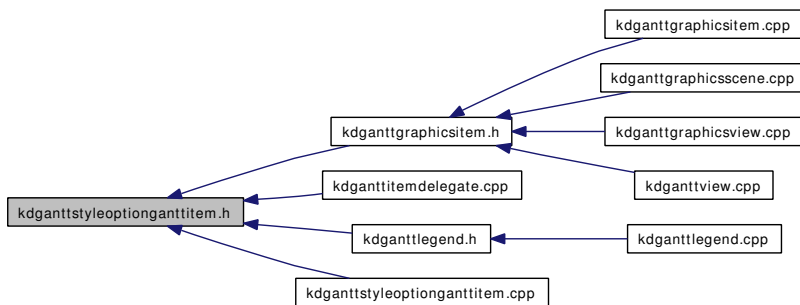 kdganttgraphicsitem.cpp
kdganttgraphicsscene.cpp
kdganttgraphicsitem.h
kdganttgraphicsview.cpp
kdganttitemdelegate.cpp
kdganttview.cpp
kdganttstyleoptionganttitem.h
kdganttlegend.h
kdganttlegend.cpp
kdganttstyleoptionganttitem.cpp